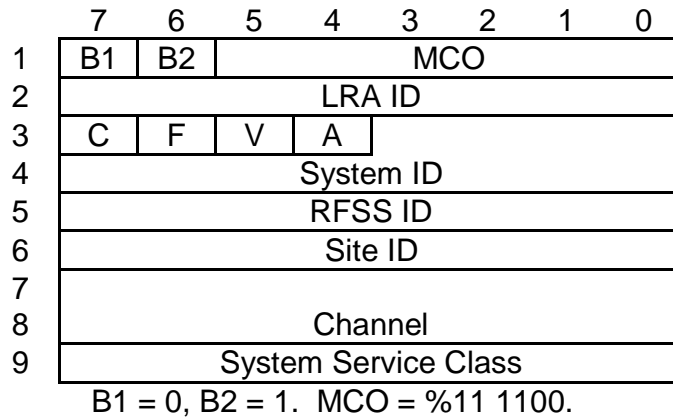 7 6 5 4 3 2 1 0
1 B1 B2 MCO
2 LRA ID
3 C F V A
4 System ID
5 RFSS ID
6 Site ID
7
8 Channel
9 System Service Class
B1 = 0, B2 = 1. MCO = %11 1100.